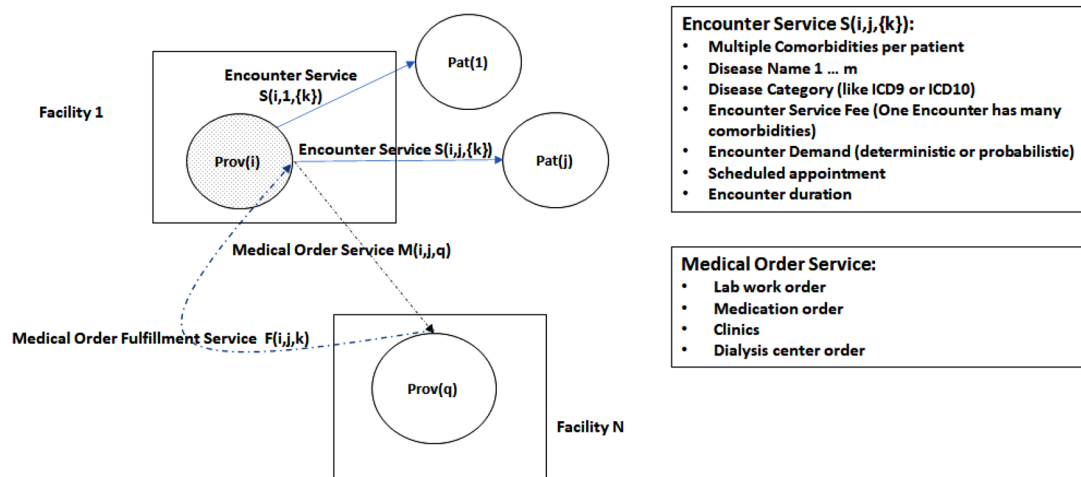 Encounter Service
S(i,1,{k})
Pat(1)
Facility 1
Prov(i)
Encounter Service S(i,j,{k})
Pat(j)
Medical Order Service M(i,j,q)
Medical Order Fulfillment Service F(i,j,k)
Prov(q)
Facility N
Encounter Service S(i,j,{k}):
• Multiple Comorbidities per patient
• Disease Name 1 ... m
• Disease Category (like ICD9 or ICD10)
• Encounter Service Fee (One Encounter has many
comorbidities)
• Encounter Demand (deterministic or probabilistic)
• Scheduled appointment
• Encounter duration
Medical Order Service:
• Lab work order
• Medication order
• Clinics
• Dialysis center order